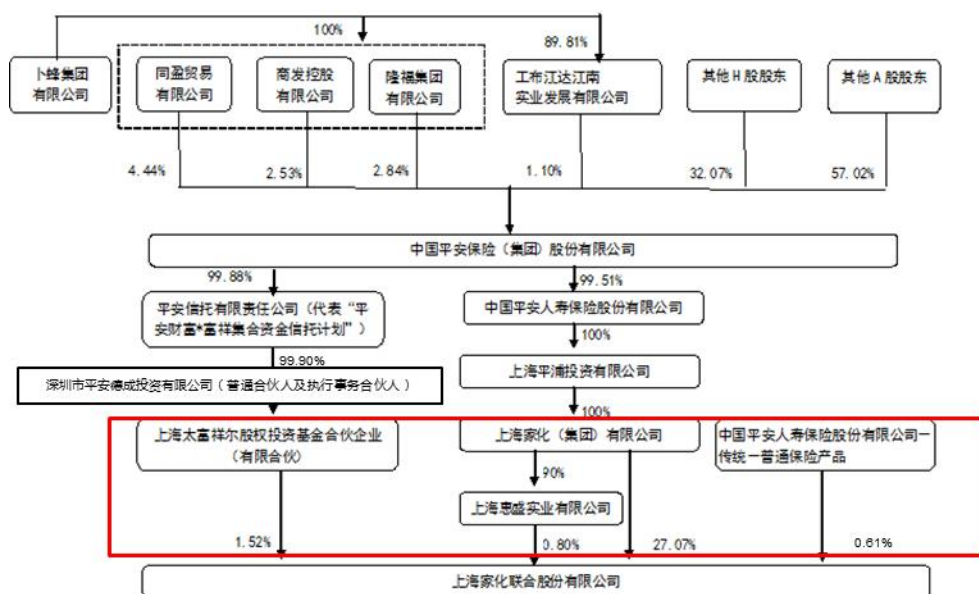 100%
89.81%
卜蜂集团
有限公司
同盈贸易
有限公司
商发控股
有限公司
隆福集团
有限公司
工布江达江南
实业发展有限公司
其他H股股东
其他A股股东
4.44%
2.53%
2.84%
1.10%
32.07%
57.02%
中国平安保险（集团）股份有限公司
99.88%
99.51%
平安信托有限责任公司（代表“平
安财富*富祥集合资金信托计划”）
中国平安人寿保险股份有限公司
99.90%
100%
深圳市平安德成投资有限公司（普通合伙人及执行事务合伙人）
上海平浦投资有限公司
100%
上海太富祥尔股权投资基金合伙企业
（有限合伙）
上海家化（集团）有限公司
中国平安人寿保险股份有限公司—
传统—普通保险产品
90%
上海惠盛实业有限公司
1.52%
0.80%
27.07%
0.61%
上海家化联合股份有限公司